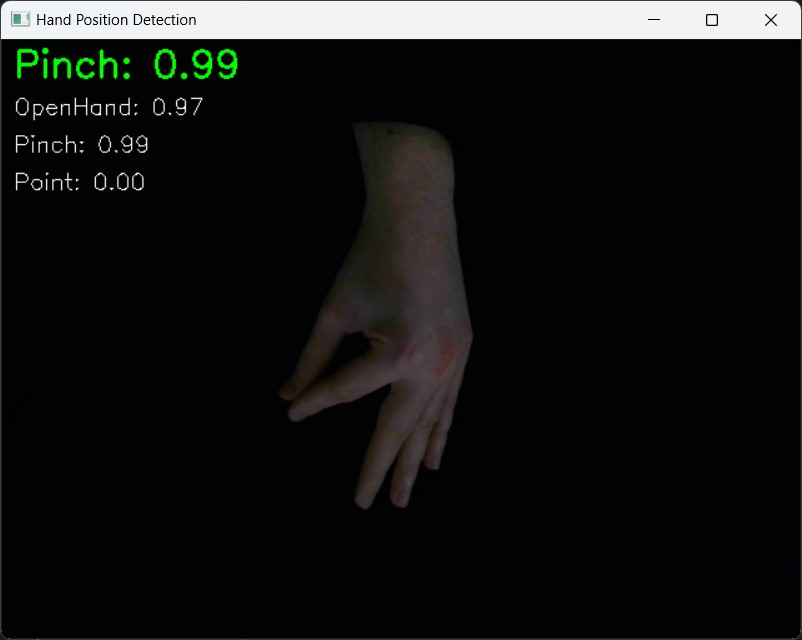 Hand Position Detection
Pinch: 0.99
OpenHand: 0.97
Pinch: 0.99
Point: 0.00